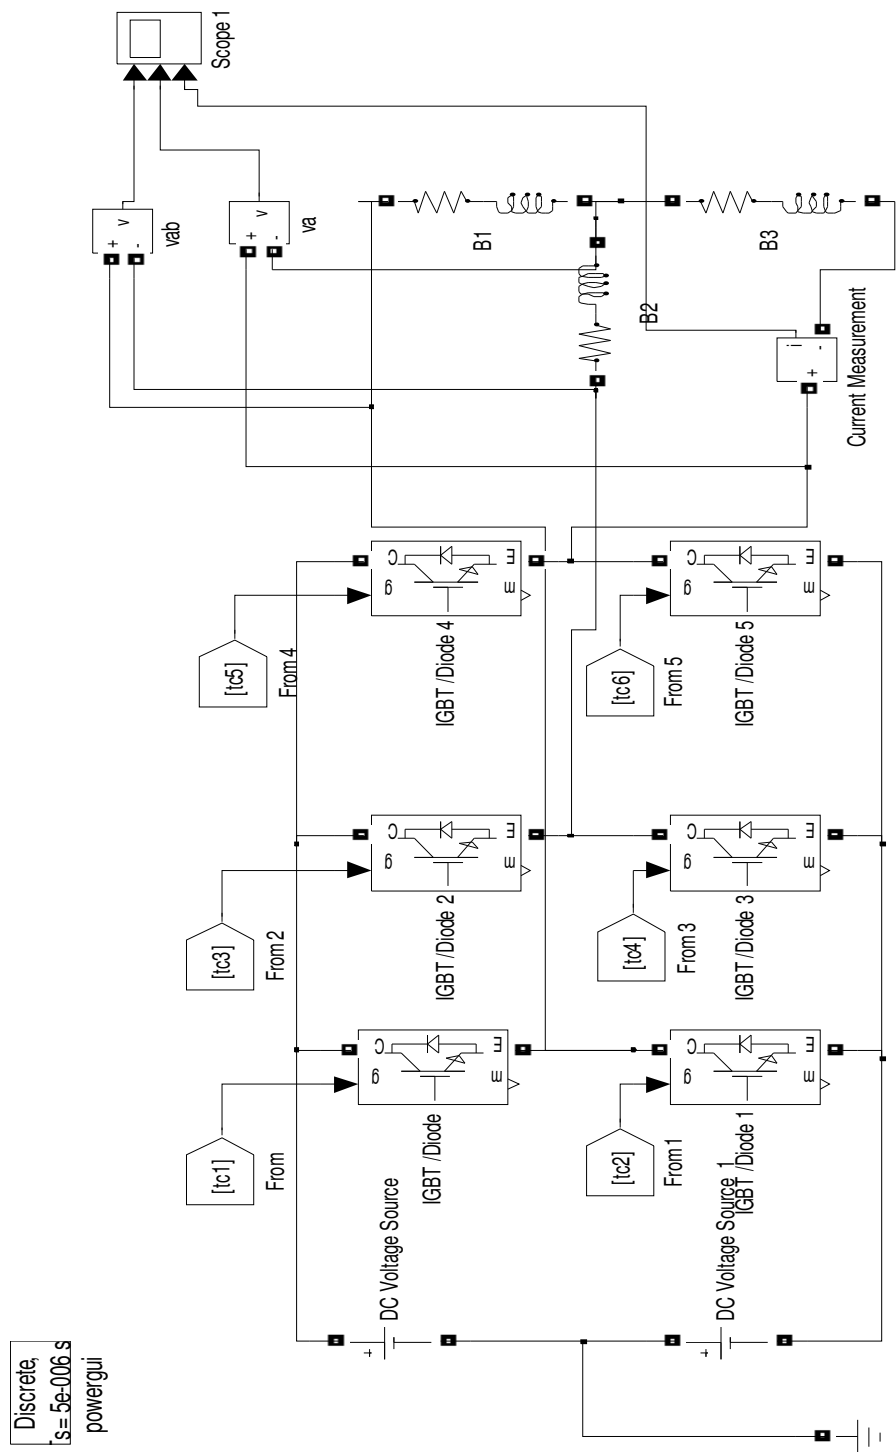 Discrete,
s = 5e-006 s
powergui
DC Voltage Source
+
DC Voltage Source 1
+
[tc1]
From
[tc3]
From 2
[tc5]
From 4
[tc2]
From 1
[tc4]
From 3
[tc6]
From 5
g
C
E
m
IGBT /Diode
g
C
E
m
IGBT /Diode 2
g
C
E
m
IGBT /Diode 4
g
C
E
m
IGBT /Diode 1
g
C
E
m
IGBT /Diode 3
g
C
E
m
IGBT /Diode 5
+
-
v
vab
+
-
v
va
Scope 1
B1
B2
B3
+
-
i
Current Measurement